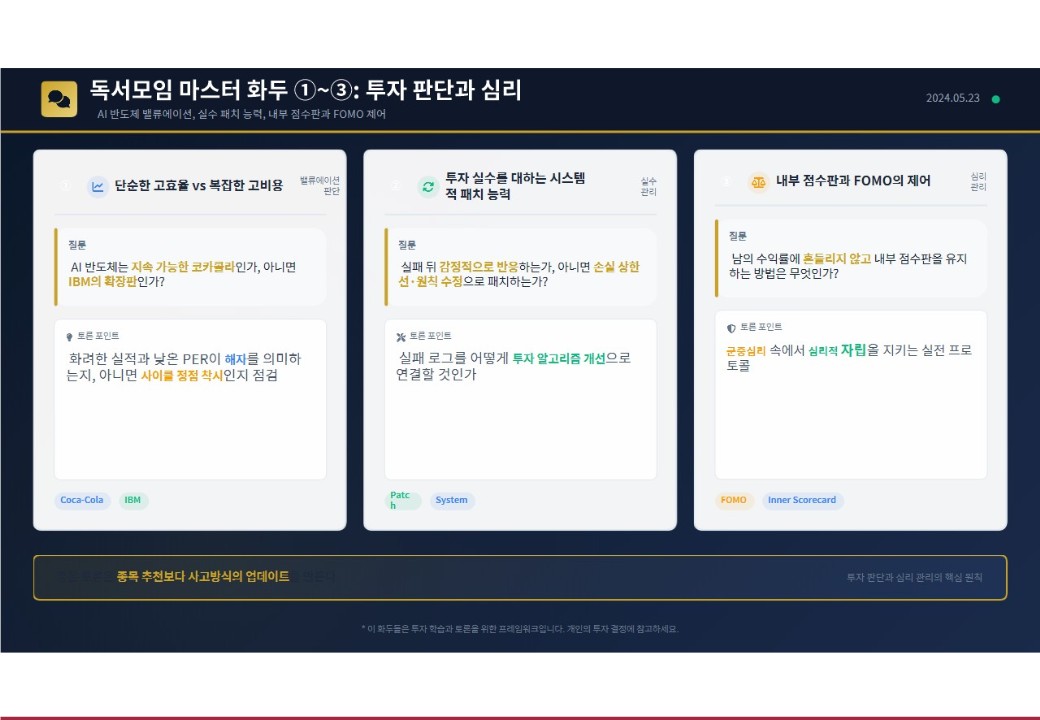 독서모임 마스터 화두 ①~③: 투자 판단과 심리
AI 반도체 밸류에이션, 실수 패치 능력, 내부 점수판과 FOMO 제어
2024.05.23
단순한 고효율 vs 복잡한 고비용
밸류에이션
판단
질문
AI 반도체는 지속 가능한 코카콜라인가, 아니면
IBM의 확장판인가?
토론 포인트
화려한 실적과 낮은 PER이 해자를 의미하
는지, 아니면 사이클 정점 착시인지 점검
Coca-Cola
IBM
투자 실수를 대하는 시스템
적 패치 능력
실수
관리
질문
실패 뒤 감정적으로 반응하는가, 아니면 손실 상한
선·원칙 수정으로 패치하는가?
토론 포인트
실패 로그를 어떻게 투자 알고리즘 개선으로
연결할 것인가
Patc
h
System
내부 점수판과 FOMO의 제어
심리
관리
질문
남의 수익률에 흔들리지 않고 내부 점수판을 유지
하는 방법은 무엇인가?
토론 포인트
군중심리 속에서 심리적 자립을 지키는 실전 프로
토콜
FOMO
Inner Scorecard
종목 추천보다 사고방식의 업데이트
투자 판단과 심리 관리의 핵심 원칙
* 이 화두들은 투자 학습과 토론을 위한 프레임워크입니다. 개인의 투자 결정에 참고하세요.